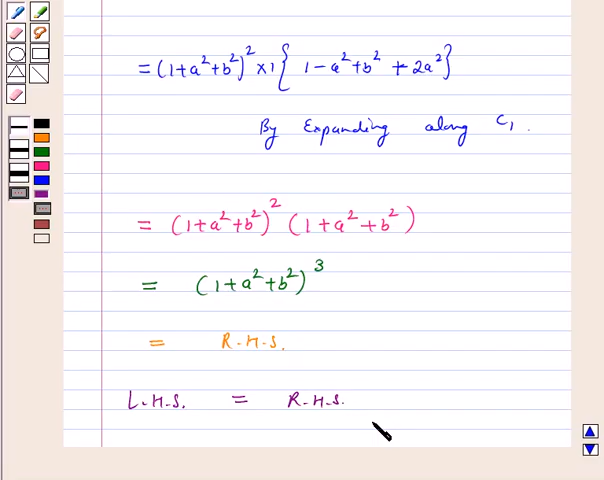 = (1+a²+b²)² ×1 { 1-a²+b² +2a² }
By Expanding along C₁.
= (1+a²+b²)² (1+a²+b²)
= (1+a²+b²)³
= R.H.S.
L.H.S. = R.H.S.